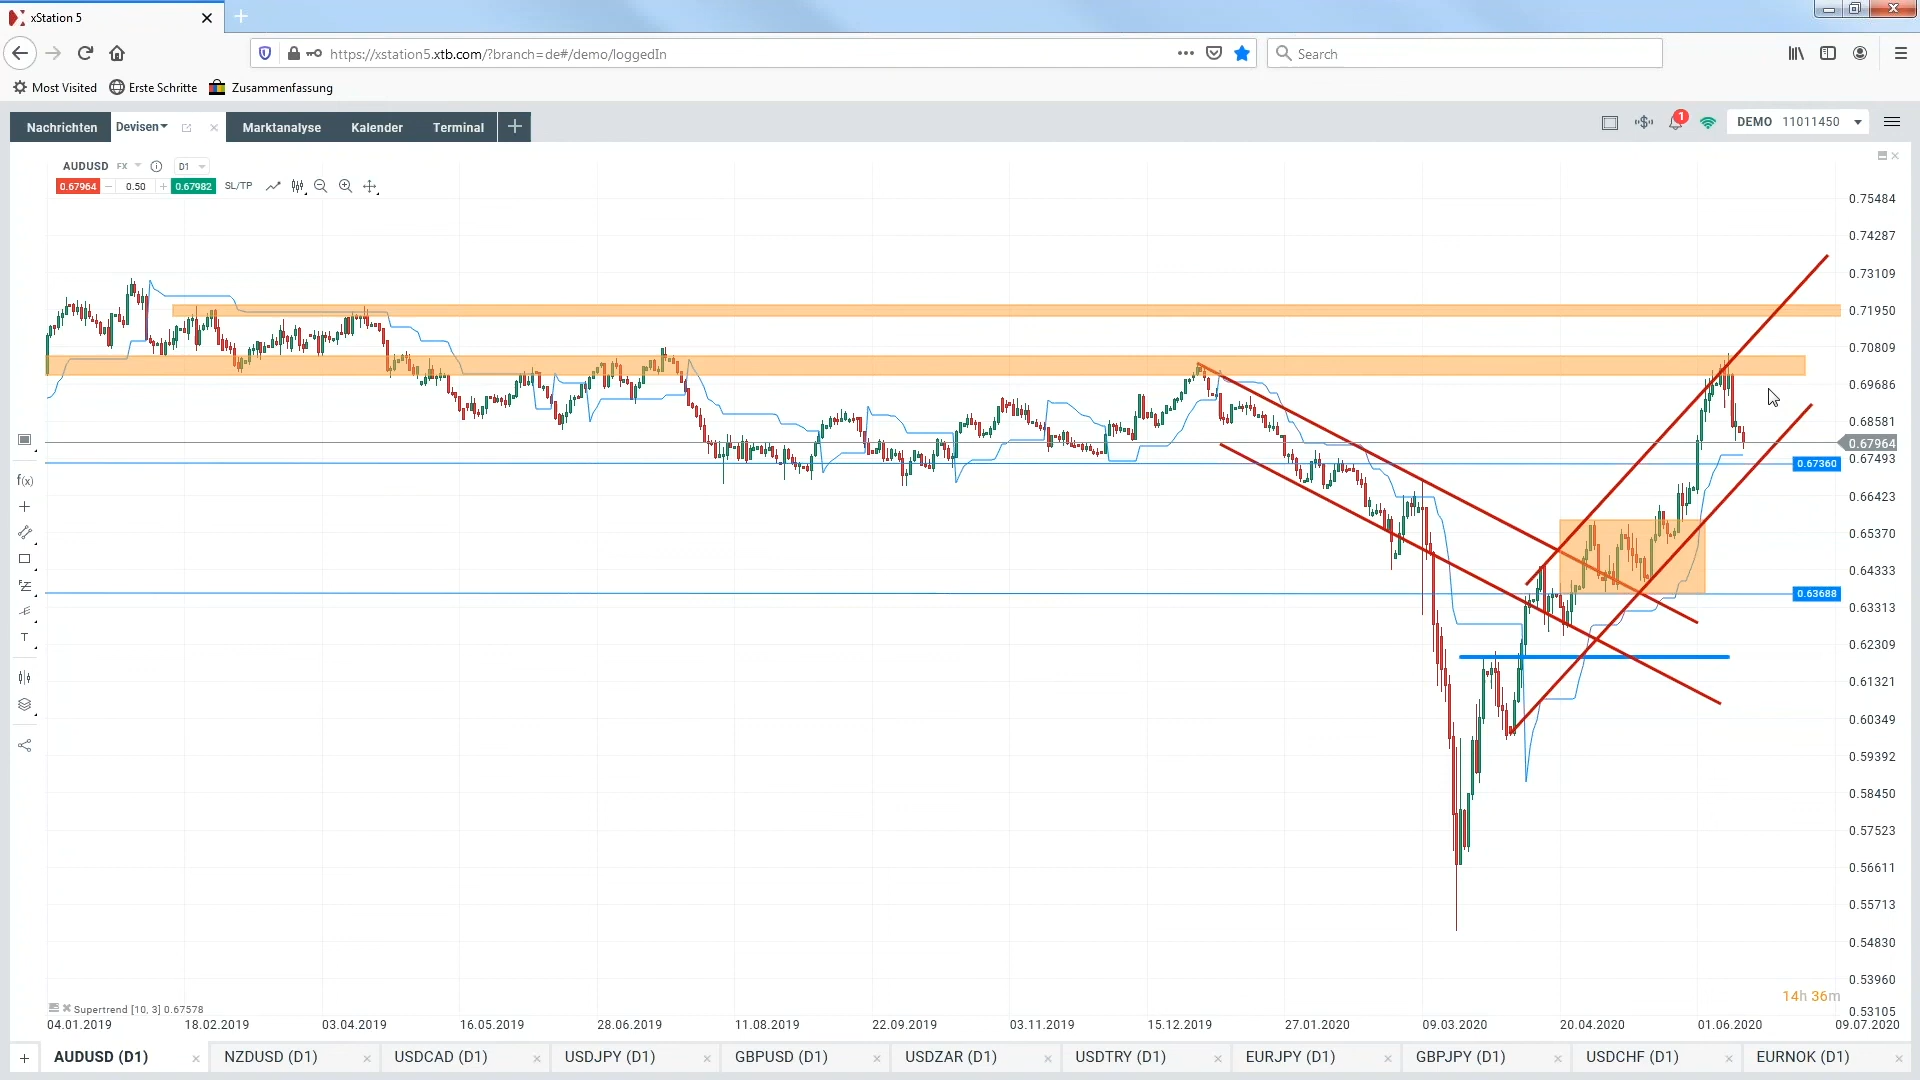 xStation 5
https://xstation5.xtb.com/?branch=de#/demo/loggedIn
Search
Most Visited Erste Schritte Zusammenfassung
Nachrichten Devisen Marktanalyse Kalender Terminal
1 DEMO 11011450
AUDUSD FX D1
0.67964 0.50 0.67982 SL/TP
0.75484
0.74287
0.73109
0.71950
0.70809
0.69686
0.68581
0.67964
0.67493
0.67360
0.66423
0.65370
0.64333
0.63688
0.63313
0.62309
0.61321
0.60349
0.59392
0.58450
0.57523
0.56611
0.55713
0.54830
0.53960
0.53105
f(x)
T
14h 36m
Supertrend [10, 3] 0.67578
04.01.2019 18.02.2019 03.04.2019 16.05.2019 28.06.2019 11.08.2019 22.09.2019 03.11.2019 15.12.2019 27.01.2020 09.03.2020 20.04.2020 01.06.2020 09.07.2020
AUDUSD (D1) NZDUSD (D1) USDCAD (D1) USDJPY (D1) GBPUSD (D1) USDZAR (D1) USDTRY (D1) EURJPY (D1) GBPJPY (D1) USDCHF (D1) EURNOK (D1)